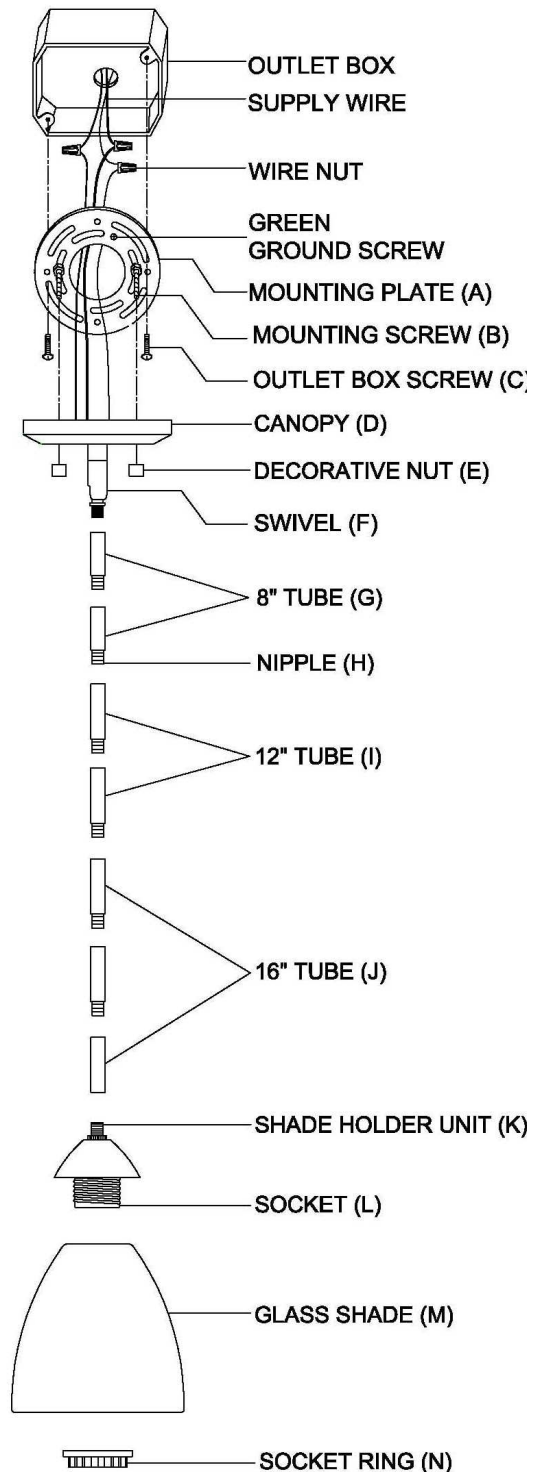 OUTLET BOX
SUPPLY WIRE
WIRE NUT
GREEN
GROUND SCREW
MOUNTING PLATE (A)
MOUNTING SCREW (B)
OUTLET BOX SCREW (C)
CANOPY (D)
DECORATIVE NUT (E)
SWIVEL (F)
8" TUBE (G)
NIPPLE (H)
12" TUBE (I)
16" TUBE (J)
SHADE HOLDER UNIT (K)
SOCKET (L)
GLASS SHADE (M)
SOCKET RING (N)